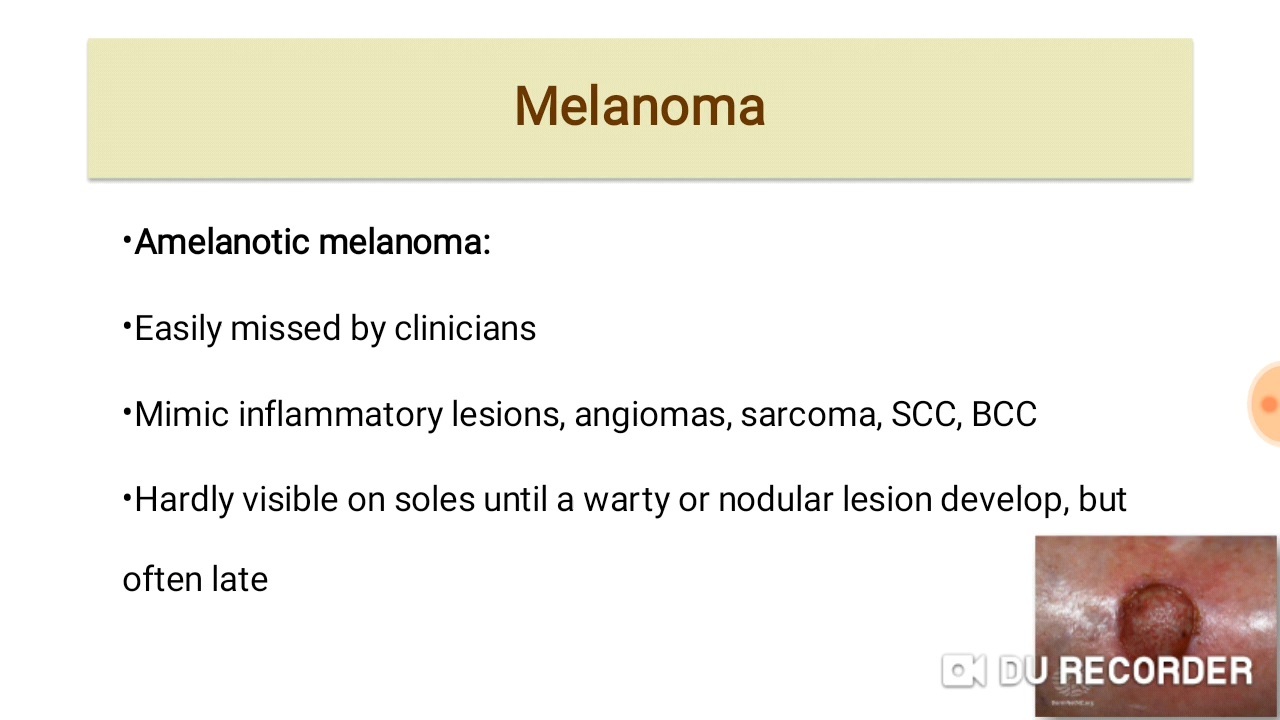 Melanoma
•Amelanotic melanoma:
•Easily missed by clinicians
•Mimic inflammatory lesions, angiomas, sarcoma, SCC, BCC
•Hardly visible on soles until a warty or nodular lesion develop, but
often late
DU RECORDER